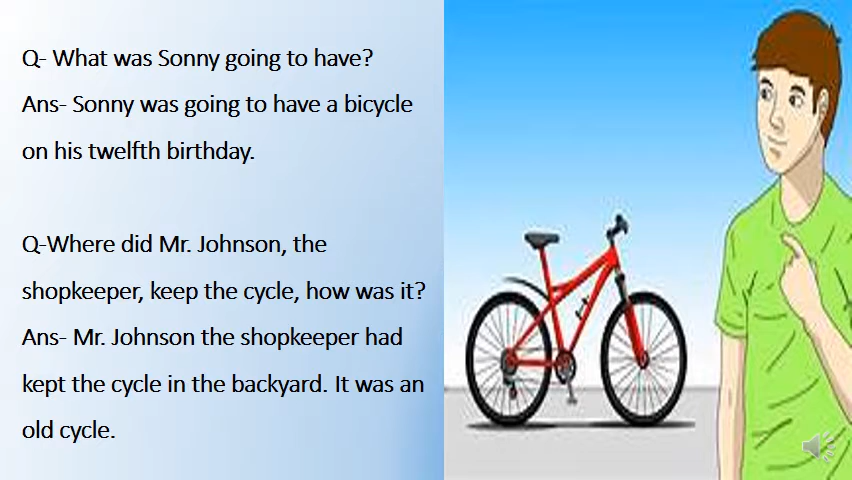 Q- What was Sonny going to have?
Ans- Sonny was going to have a bicycle
on his twelfth birthday.
Q-Where did Mr. Johnson, the
shopkeeper, keep the cycle, how was it?
Ans- Mr. Johnson the shopkeeper had
kept the cycle in the backyard. It was an
old cycle.